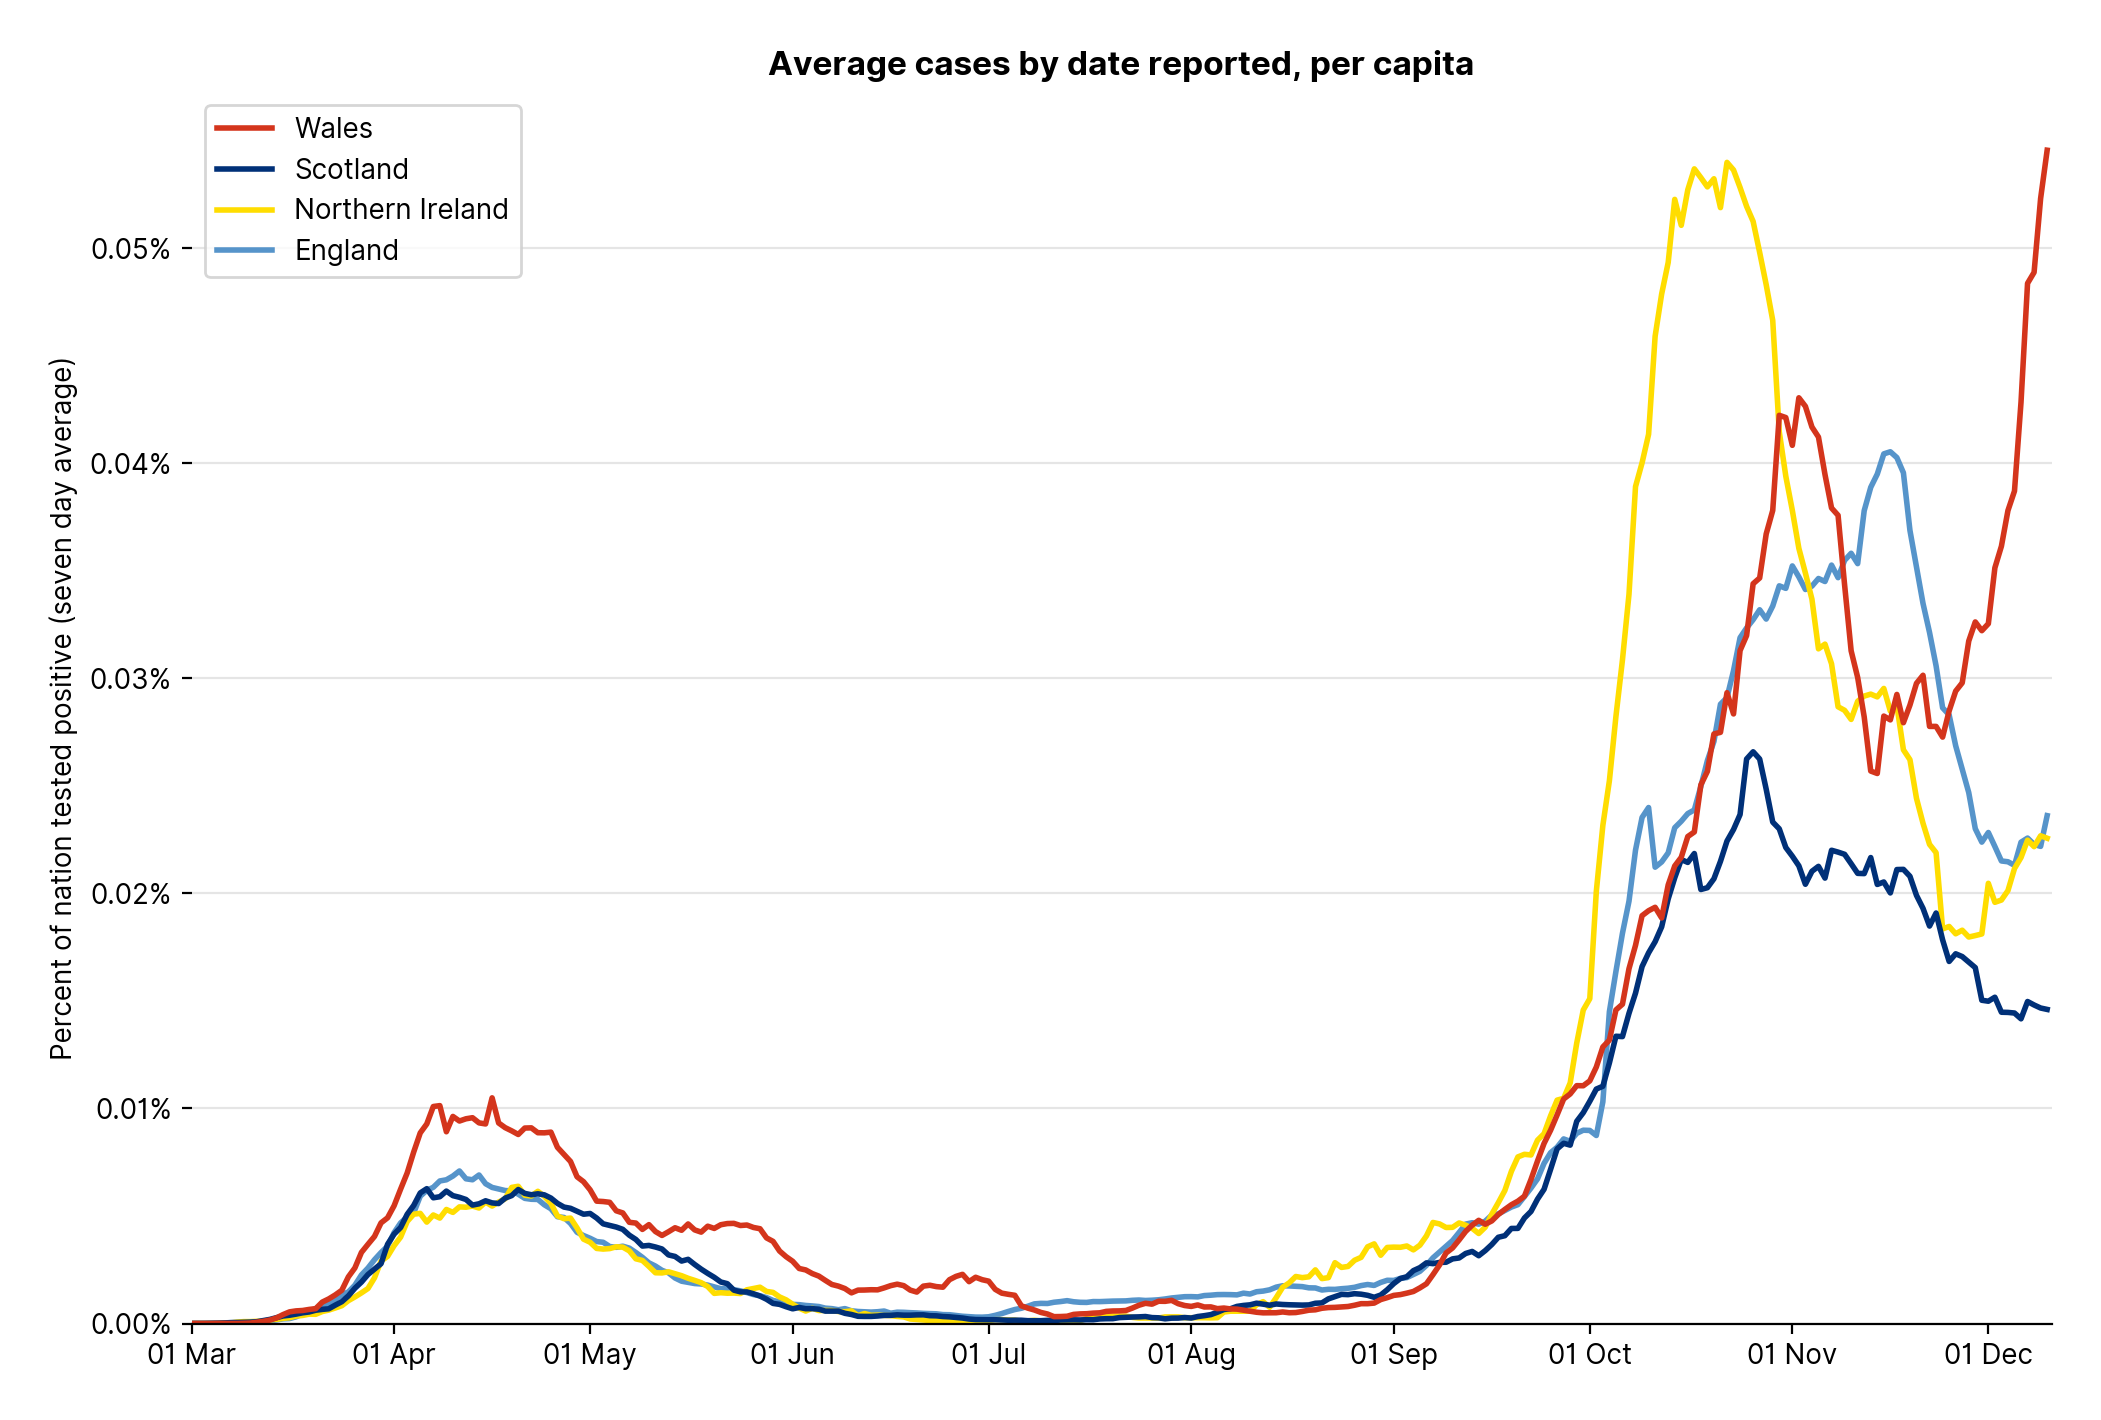 Average cases by date reported, per capita
Wales
Scotland
Northern Ireland
England
Percent of nation tested positive (seven day average)
0.05%
0.04%
0.03%
0.02%
0.01%
0.00%
01 Mar
01 Apr
01 May
01 Jun
01 Jul
01 Aug
01 Sep
01 Oct
01 Nov
01 Dec